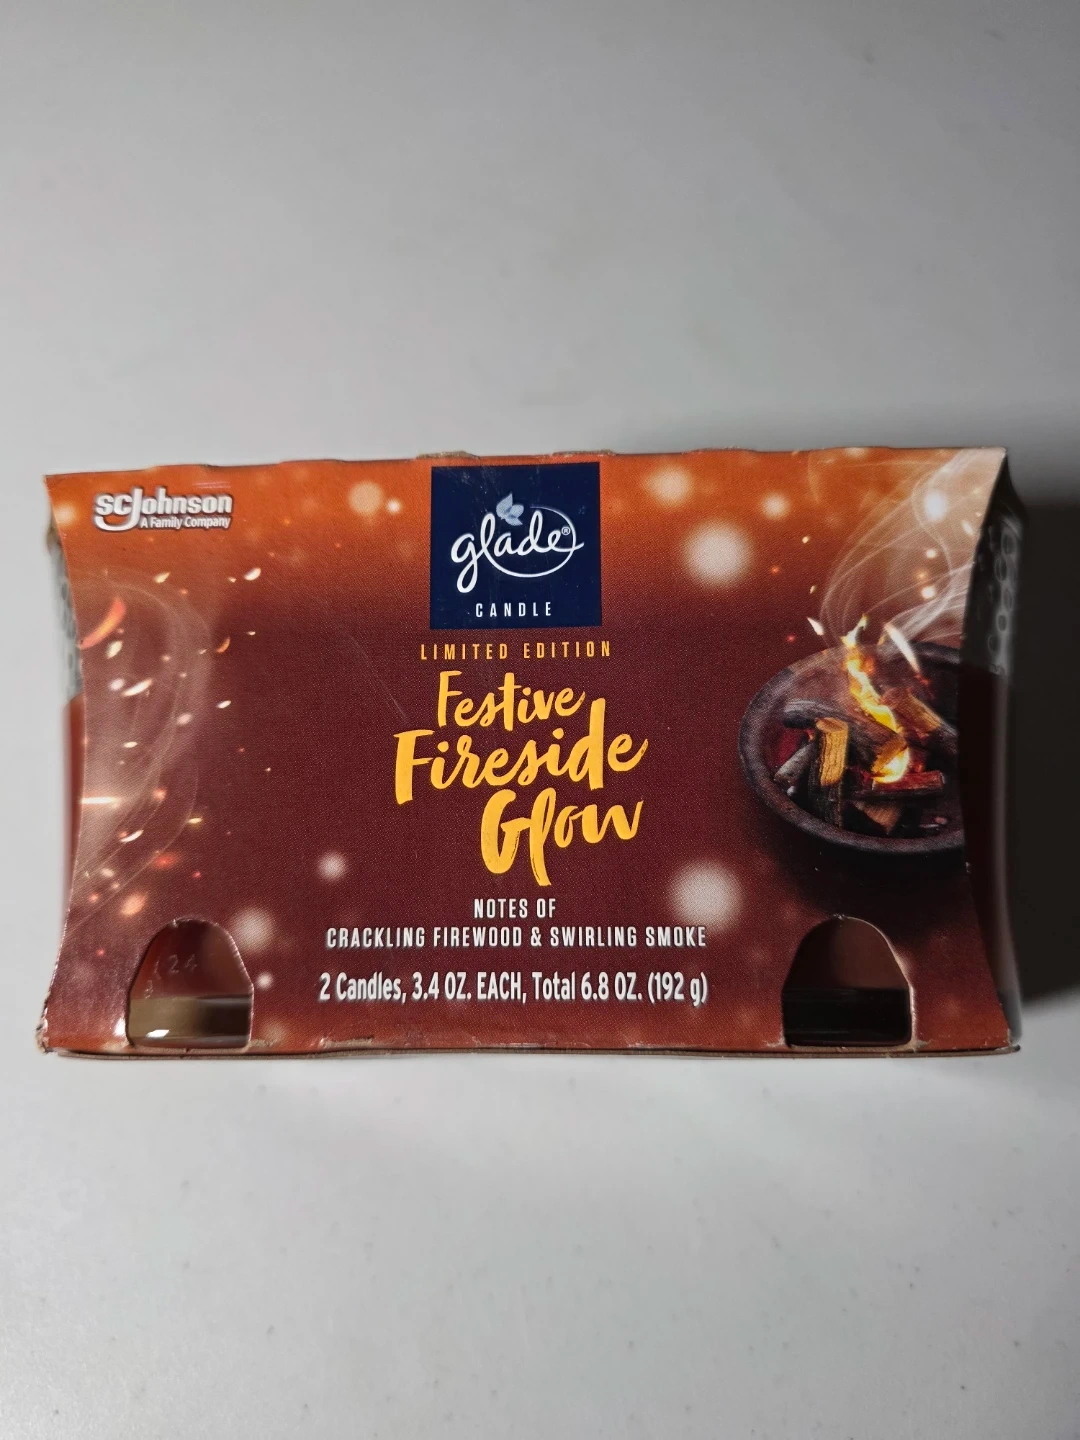 SCJohnson
A Family Company
glade®
CANDLE
LIMITED EDITION
Festive
Fireside
Glow
NOTES OF
CRACKLING FIREWOOD & SWIRLING SMOKE
2 Candles, 3.4 OZ. EACH, Total 6.8 OZ. (192 g)